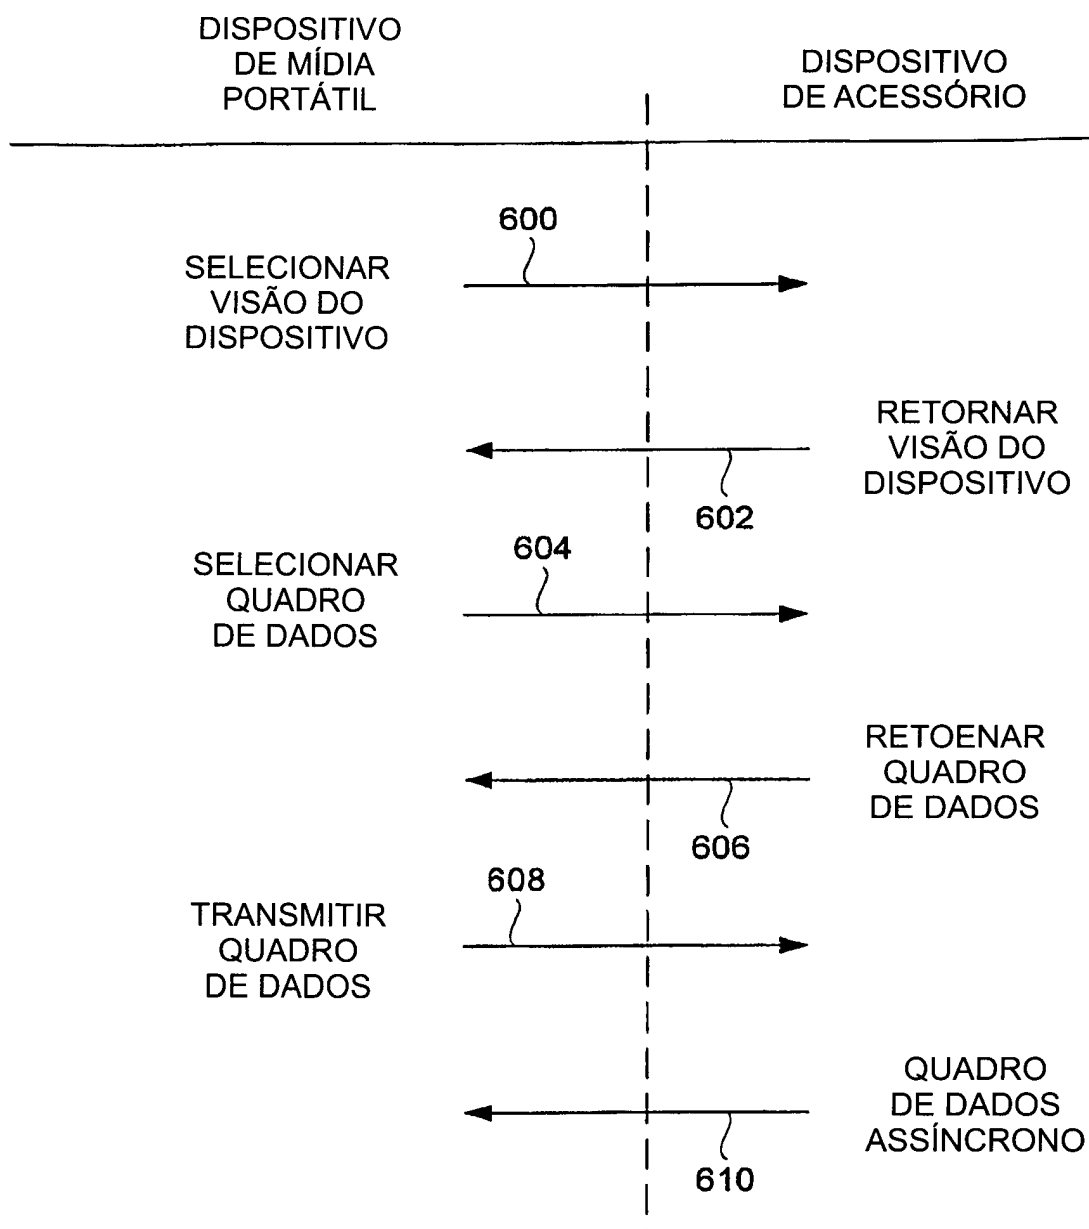 DISPOSITIVO
DE MÍDIA
PORTÁTIL
DISPOSITIVO
DE ACESSÓRIO
600
SELECIONAR
VISÃO DO
DISPOSITIVO
RETORNAR
VISÃO DO
DISPOSITIVO
602
604
SELECIONAR
QUADRO
DE DADOS
RETOENAR
QUADRO
DE DADOS
606
608
TRANSMITIR
QUADRO
DE DADOS
QUADRO
DE DADOS
ASSÍNCRONO
610